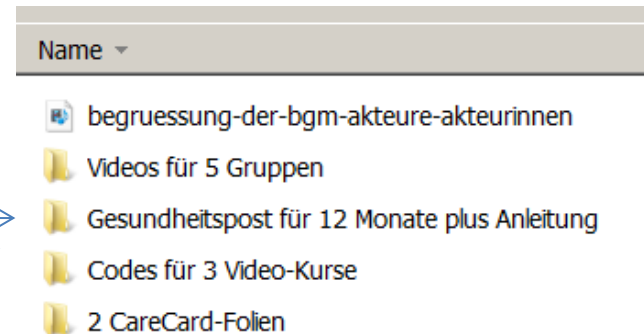 Name
begruessung-der-bgm-akteure-akteurinnen
Videos für 5 Gruppen
Gesundheitspost für 12 Monate plus Anleitung
Codes für 3 Video-Kurse
2 CareCard-Folien